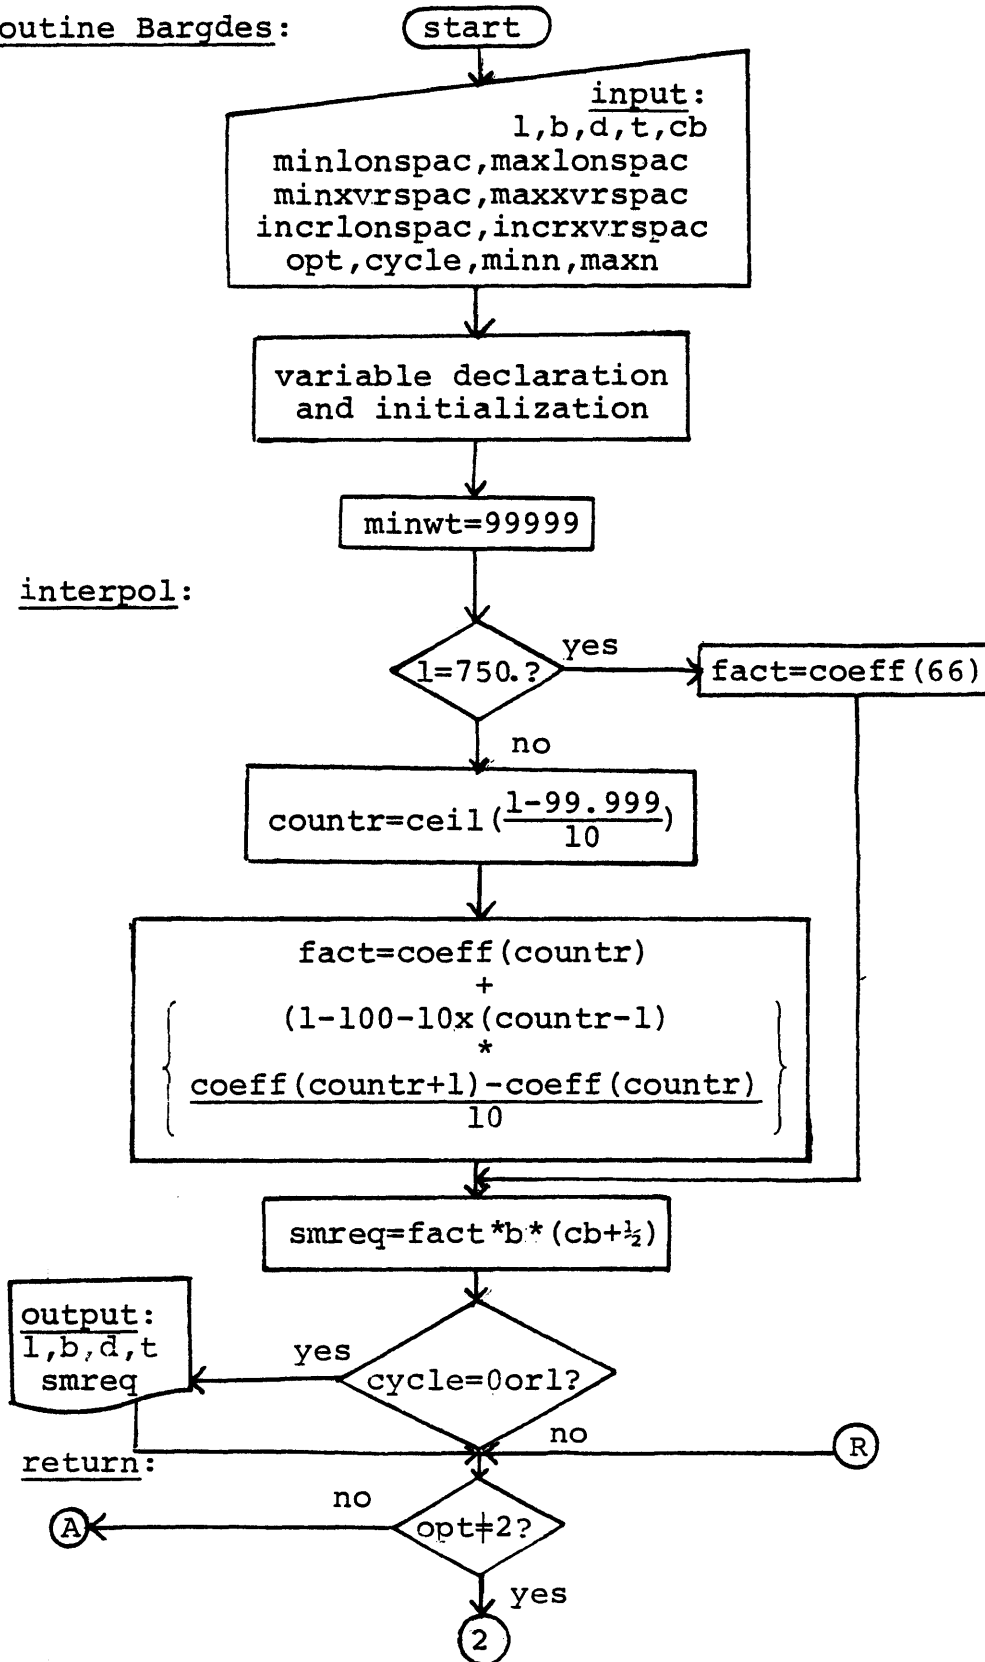 outine Bargdes:
start
input:
l,b,d,t,cb
minlonspac,maxlonspac
minxvrspac,maxxvrspac
incrlonspac,incrxvrspac
opt,cycle,minn,maxn
variable declaration
and initialization
minwt=99999
interpol:
l=750.?
yes
fact=coeff(66)
no
countr=ceil(l-99.999
10)
fact=coeff(countr)
+
(l-100-10x(countr-1)
*
coeff(countr+1)-coeff(countr)
10
smreq=fact*b*(cb+½)
output:
l,b,d,t
smreq
yes
cycle=0or1?
no
R
return:
no
A
opt≠2?
yes
2